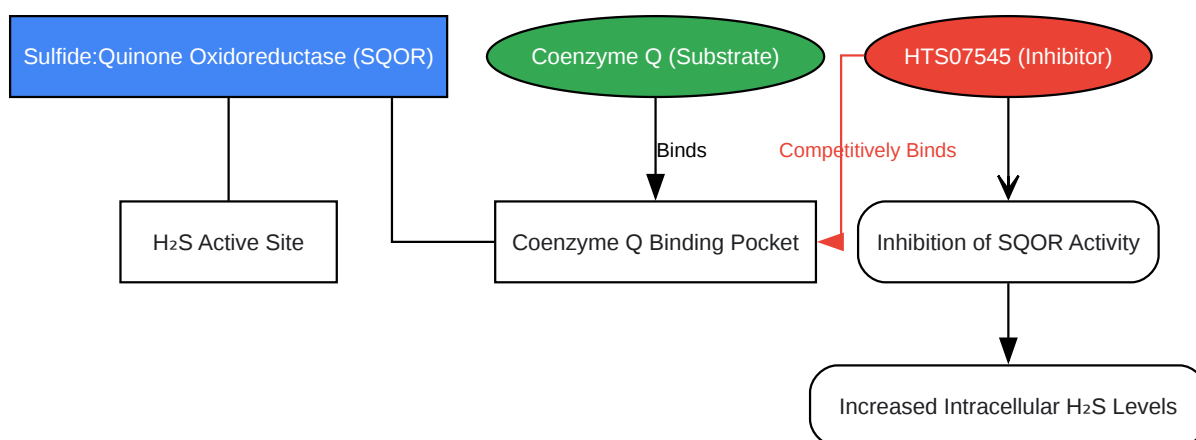 Sulfide:Quinone Oxidoreductase (SQOR)
Coenzyme Q (Substrate)
HTS07545 (Inhibitor)
Binds
Competitively Binds
H₂S Active Site
Coenzyme Q Binding Pocket
Inhibition of SQOR Activity
Increased Intracellular H₂S Levels